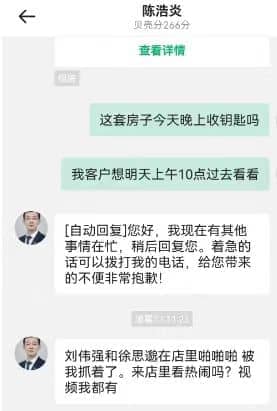 陈浩炎
贝壳分266分
查看详情
这套房子今天晚上收钥匙吗
我客户想明天上午10点过去看看
[自动回复]您好，我现在有其他
事情在忙，稍后回复您。着急的
话可以拨打我的电话，给您带来
的不便非常抱歉！
刘伟强和徐思邈在店里啪啪啪 被
我抓着了。来店里看热闹吗？视
频我都有